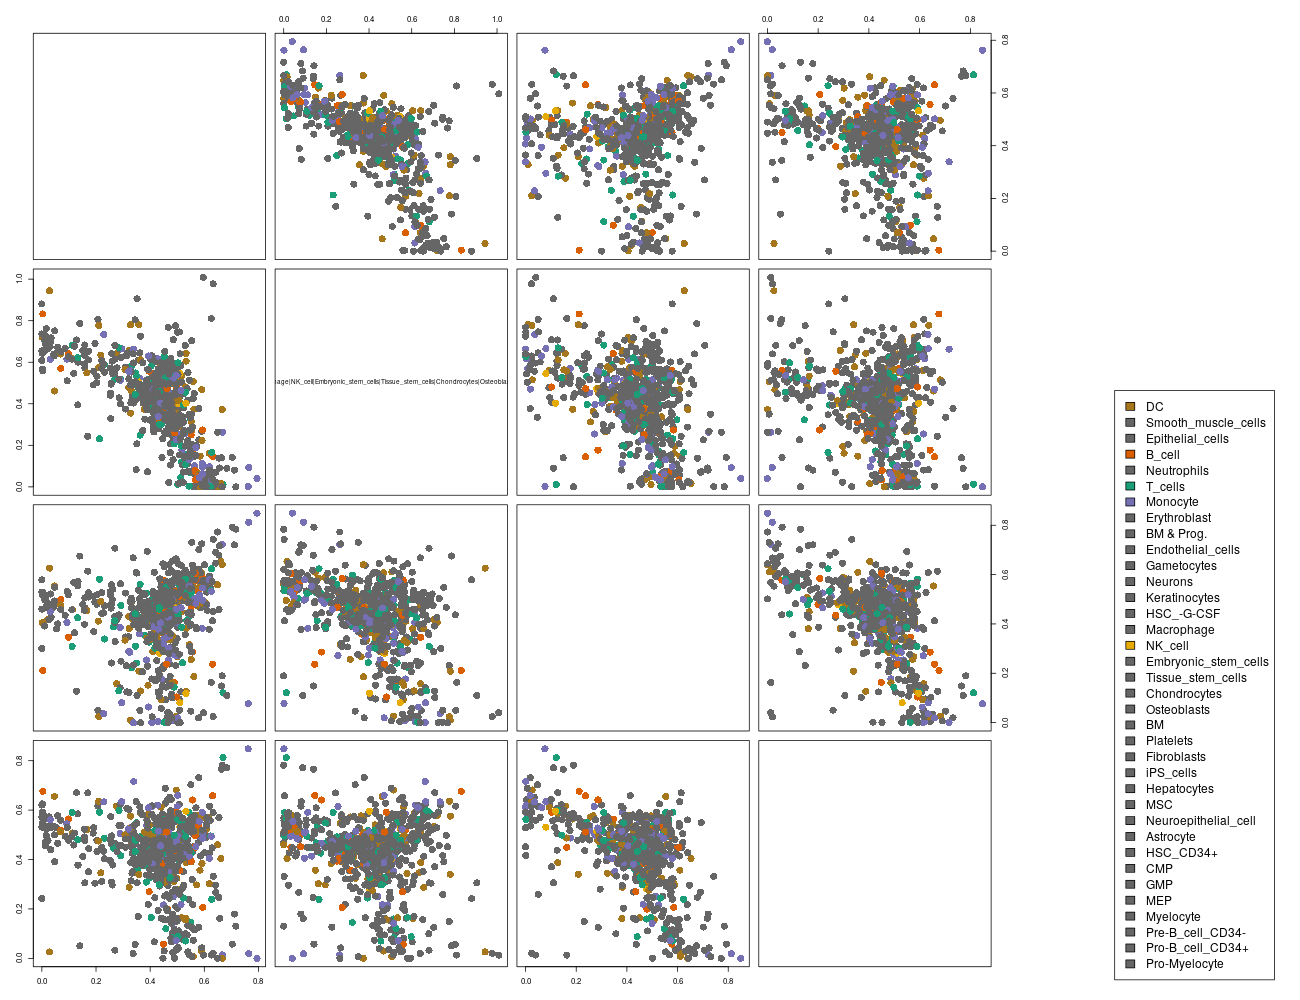 0.0 0.2 0.4 0.6 0.8 1.0
0.0 0.2 0.4 0.6 0.8
0.0 0.2 0.4 0.6 0.8
0.0 0.2 0.4 0.6 0.8 1.0
age|NK_cell|Embryonic_stem_cells|Tissue_stem_cells|Chondrocytes|Osteobla
0.0 0.2 0.4 0.6 0.8
0.0 0.2 0.4 0.6 0.8
0.0 0.2 0.4 0.6 0.8
0.0 0.2 0.4 0.6 0.8
DC
Smooth_muscle_cells
Epithelial_cells
B_cell
Neutrophils
T_cells
Monocyte
Erythroblast
BM & Prog.
Endothelial_cells
Gametocytes
Neurons
Keratinocytes
HSC_-G-CSF
Macrophage
NK_cell
Embryonic_stem_cells
Tissue_stem_cells
Chondrocytes
Osteoblasts
BM
Platelets
Fibroblasts
iPS_cells
Hepatocytes
MSC
Neuroepithelial_cell
Astrocyte
HSC_CD34+
CMP
GMP
MEP
Myelocyte
Pre-B_cell_CD34-
Pro-B_cell_CD34+
Pro-Myelocyte